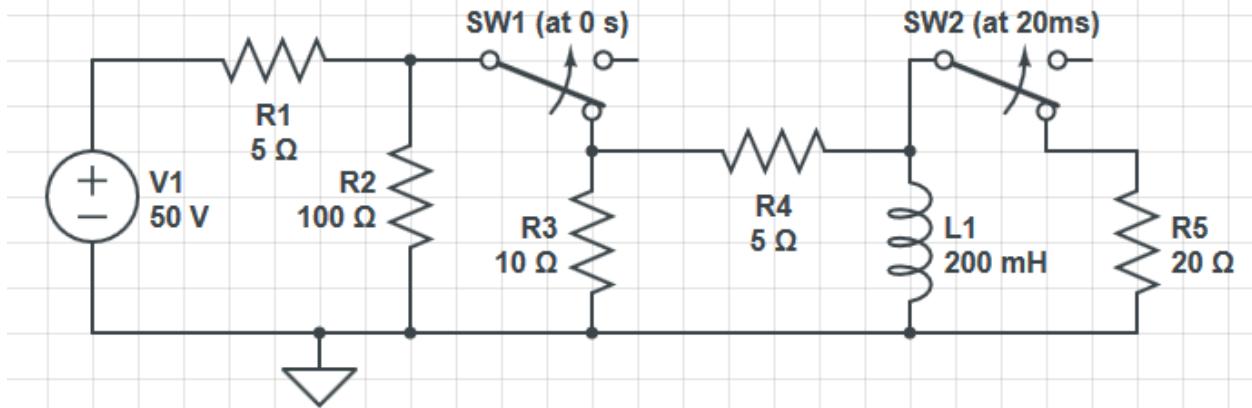 SW1 (at 0 s)
SW2 (at 20ms)
R1
5 Ω
+
−
V1
50 V
R2
100 Ω
R3
10 Ω
R4
5 Ω
L1
200 mH
R5
20 Ω